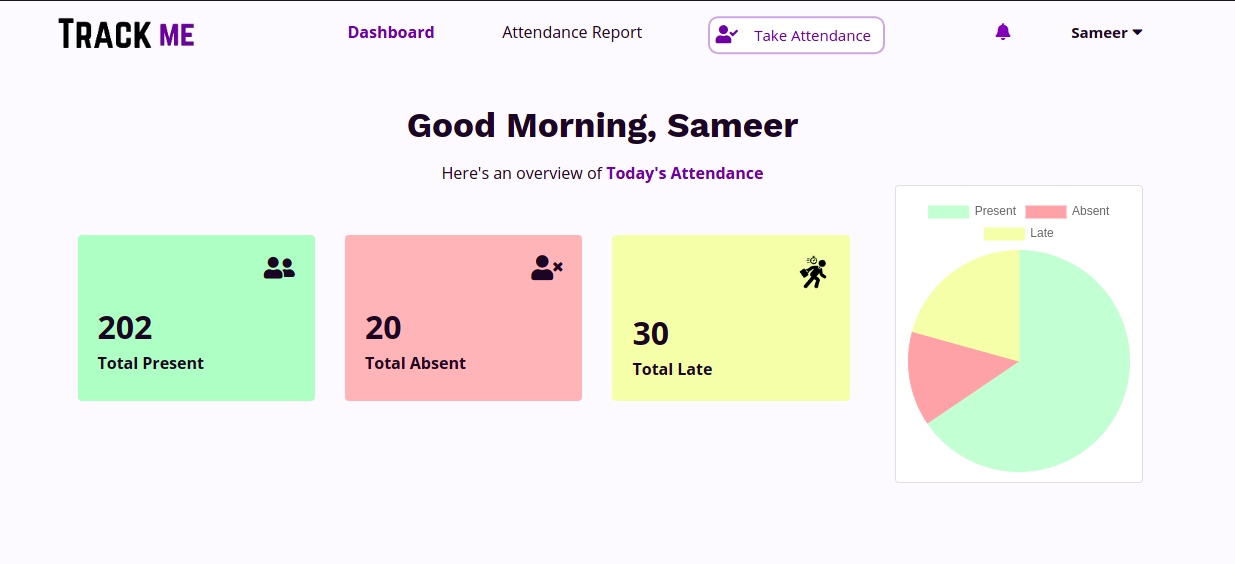 TRACK ME
Dashboard
Attendance Report
Take Attendance
Sameer
Good Morning, Sameer
Here's an overview of Today's Attendance
202
Total Present
20
Total Absent
30
Total Late
Present
Absent
Late